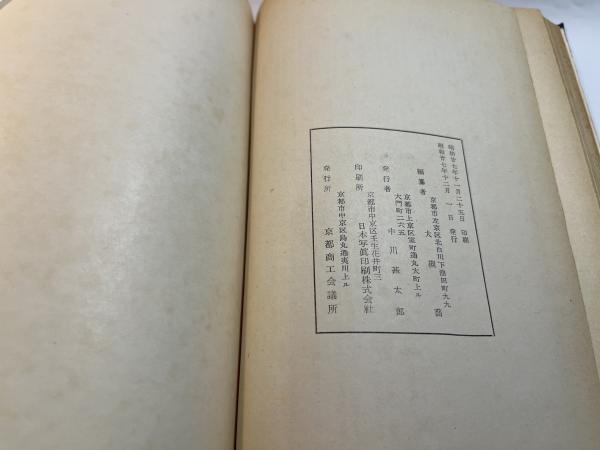 昭和廿七年十一月二十五日 印刷
昭和廿七年十二月一日 発行
京都市左京区北白川下池田町九九
編纂者 大槻喬
京都市上京区室町通丸太町上ル
大門町二六五
発行者 中川甚太郎
京都市中京区壬生花井町三
印刷所 日本写真印刷株式会社
京都市中京区烏丸通夷川上ル
発行所 京都商工会議所